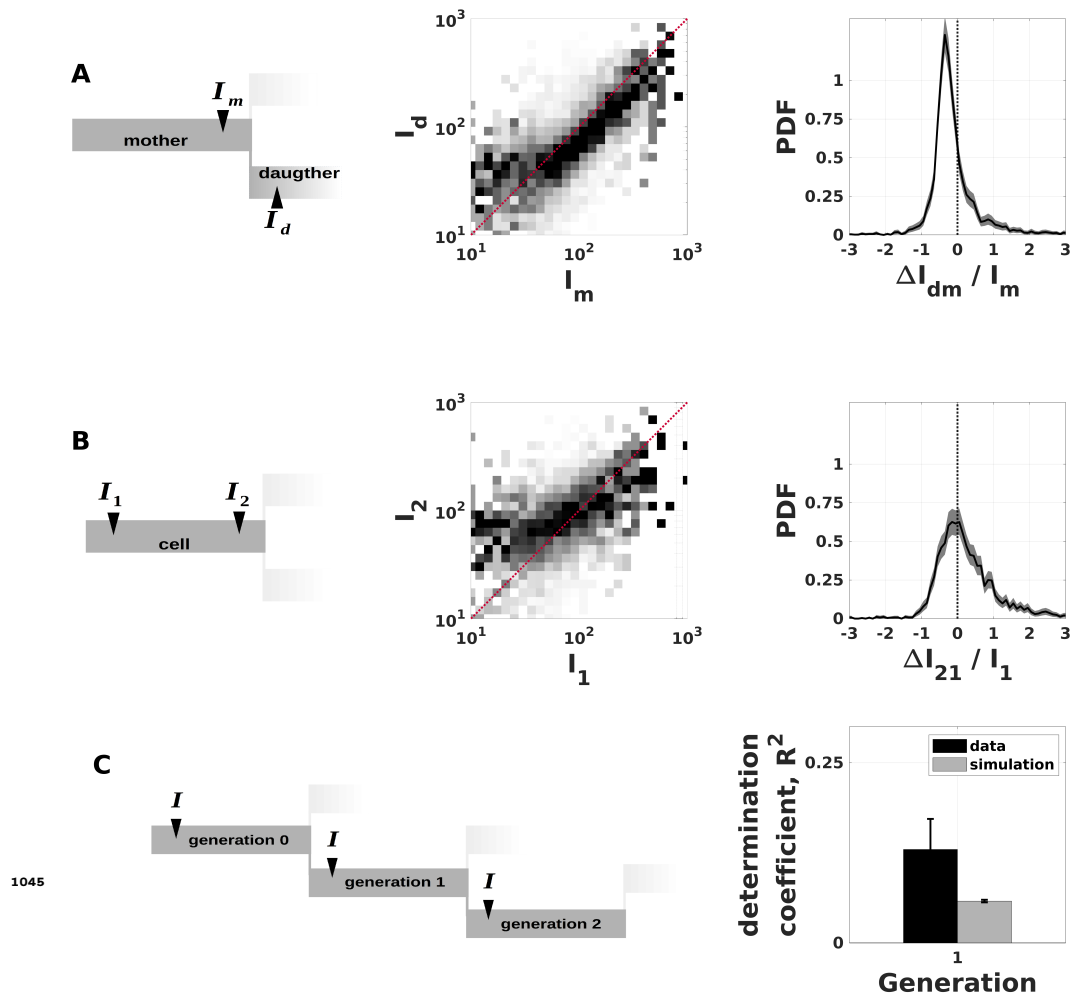 A
I_m
mother
daugther
I_d
10^3
10^2
10^1
I_d
10^1
10^2
10^3
I_m
1
0.75
0.5
0.25
0
PDF
-3
-2
-1
0
1
2
3
ΔI_dm / I_m
B
I_1
I_2
cell
10^3
10^2
10^1
I_2
10^1
10^2
10^3
I_1
1
0.75
0.5
0.25
0
PDF
-3
-2
-1
0
1
2
3
ΔI_21 / I_1
C
I
generation 0
I
generation 1
I
generation 2
1045
determination
coefficient, R^2
0.25
0
data
simulation
1
Generation